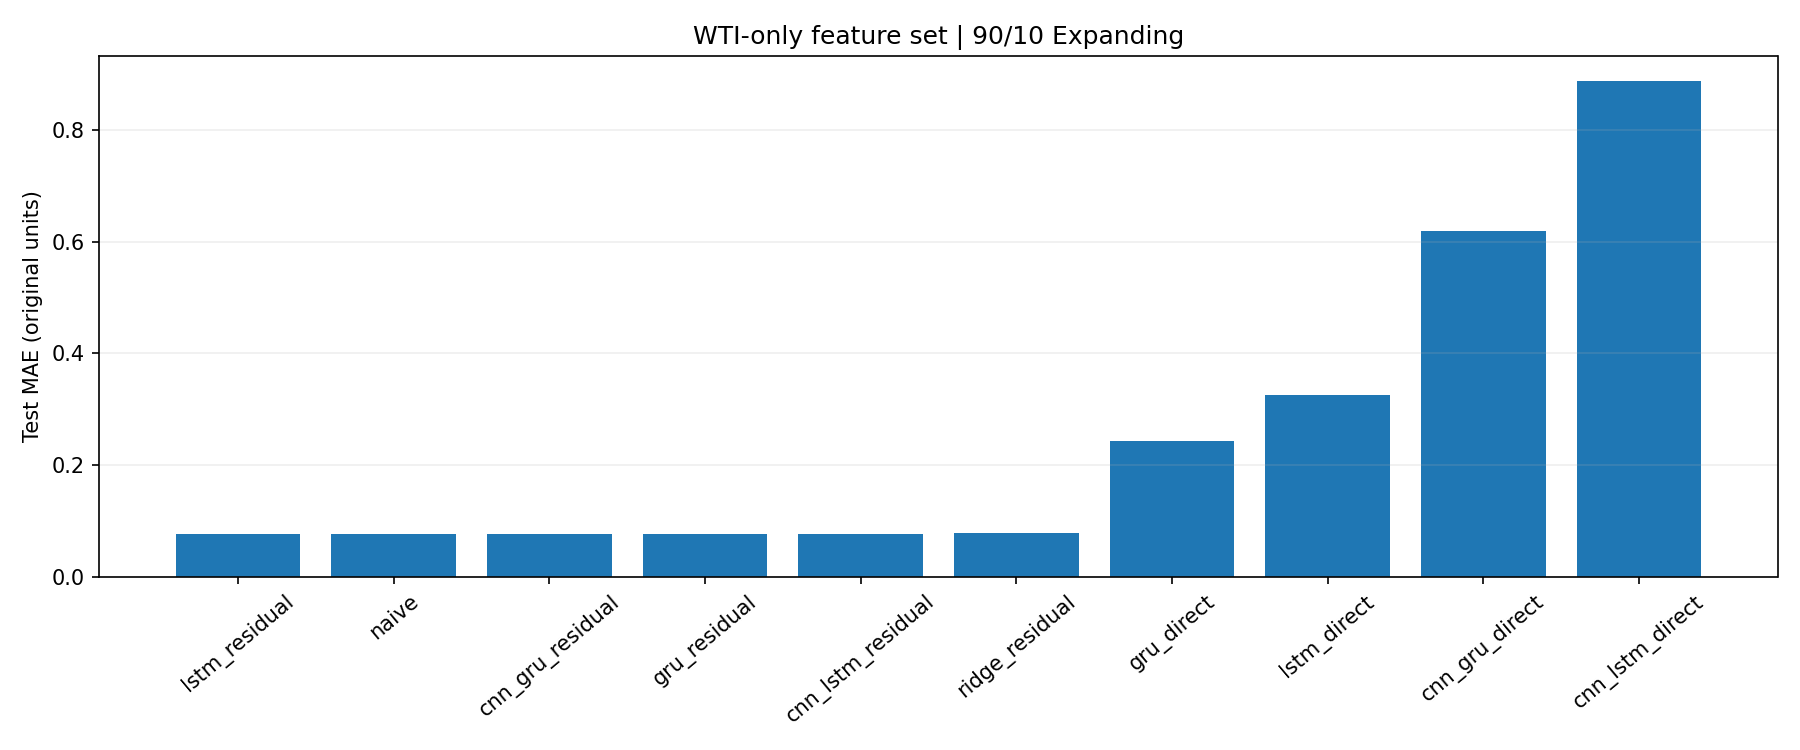 WTI-only feature set | 90/10 Expanding
Test MAE (original units)
0.8
0.6
0.4
0.2
0.0
lstm_residual
naive
cnn_gru_residual
gru_residual
cnn_lstm_residual
ridge_residual
gru_direct
lstm_direct
cnn_gru_direct
cnn_lstm_direct